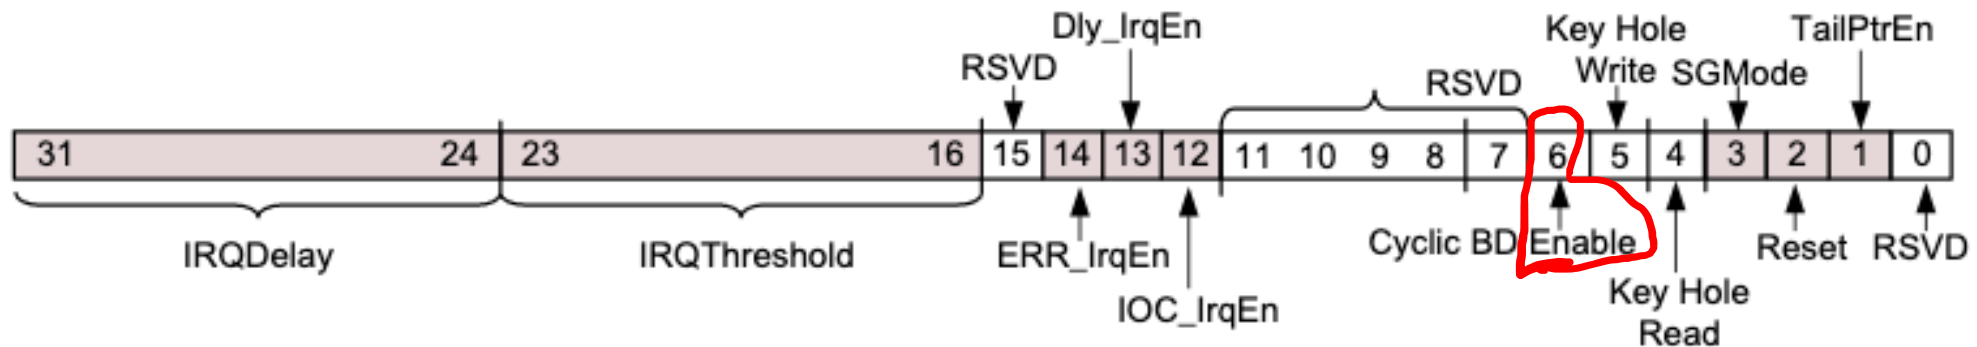 Dly_IrqEn
Key Hole
Write
TailPtrEn
RSVD
RSVD
SGMode
31 24 23 16 15 14 13 12 11 10 9 8 7 6 5 4 3 2 1 0
IRQDelay
IRQThreshold
ERR_IrqEn
Cyclic BD Enable
Reset
RSVD
IOC_IrqEn
Key Hole
Read